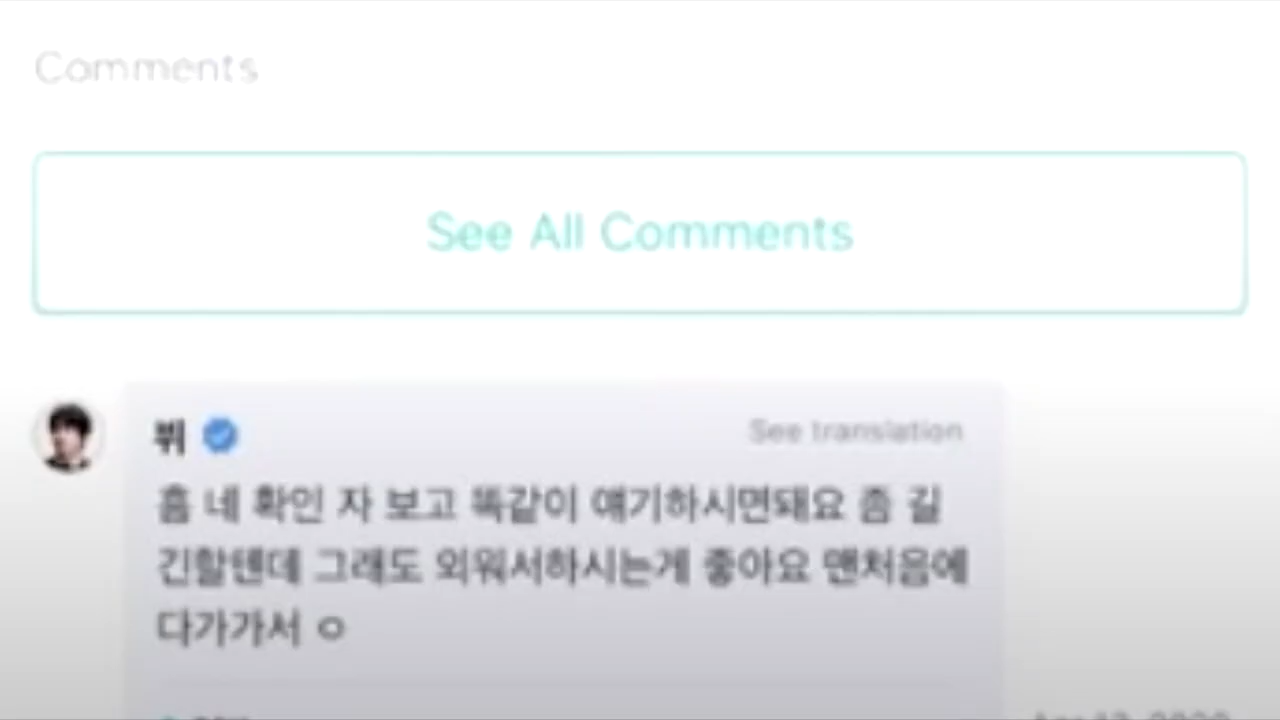 Comments
See All Comments
뷔
See translation
흠 네 확인 자 보고 똑같이 얘기하시면돼요 좀 길
긴할텐데 그래도 외워서하시는게 좋아요 맨처음에
다가가서 ㅇ